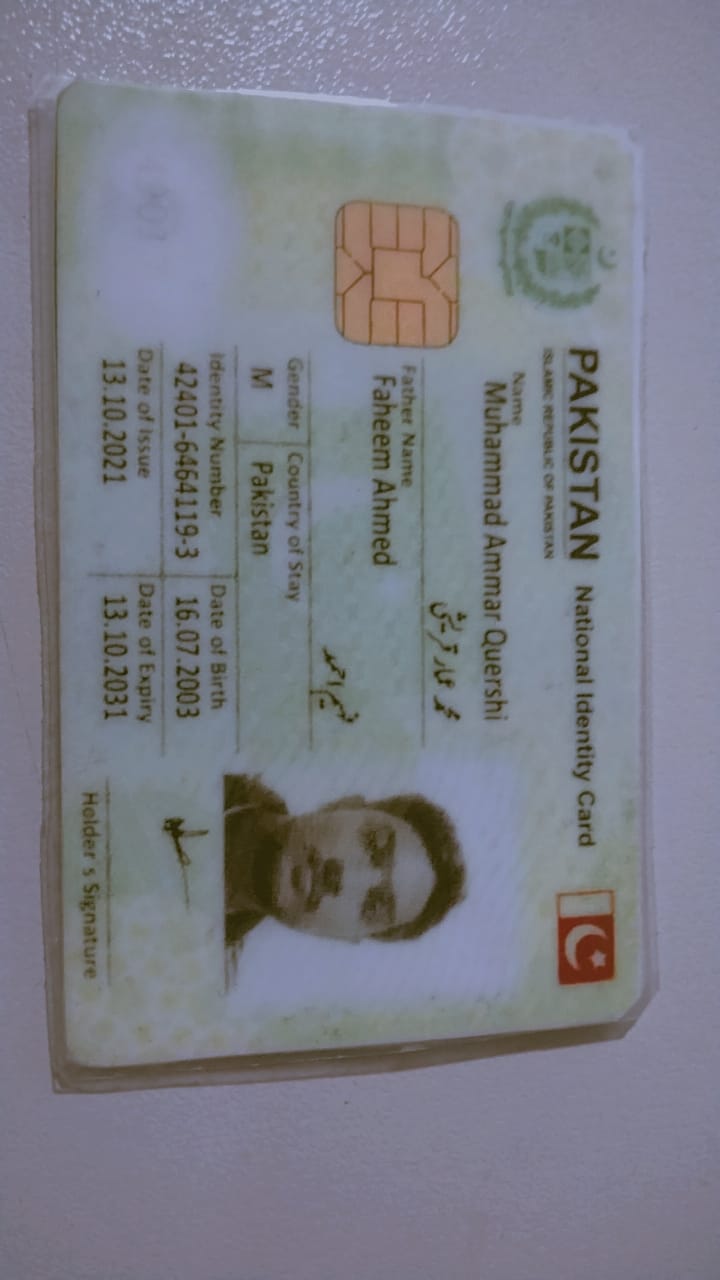 PAKISTAN National Identity Card
ISLAMIC REPUBLIC OF PAKISTAN
Name
Muhammad Ammar Quershi
محمد عمار قریشی
Father Name
Faheem Ahmed
فہیم احمد
Gender Country of Stay
M Pakistan
Identity Number Date of Birth
42401-6464119-3 16.07.2003
Date of Issue Date of Expiry
13.10.2021 13.10.2031
Holder s Signature